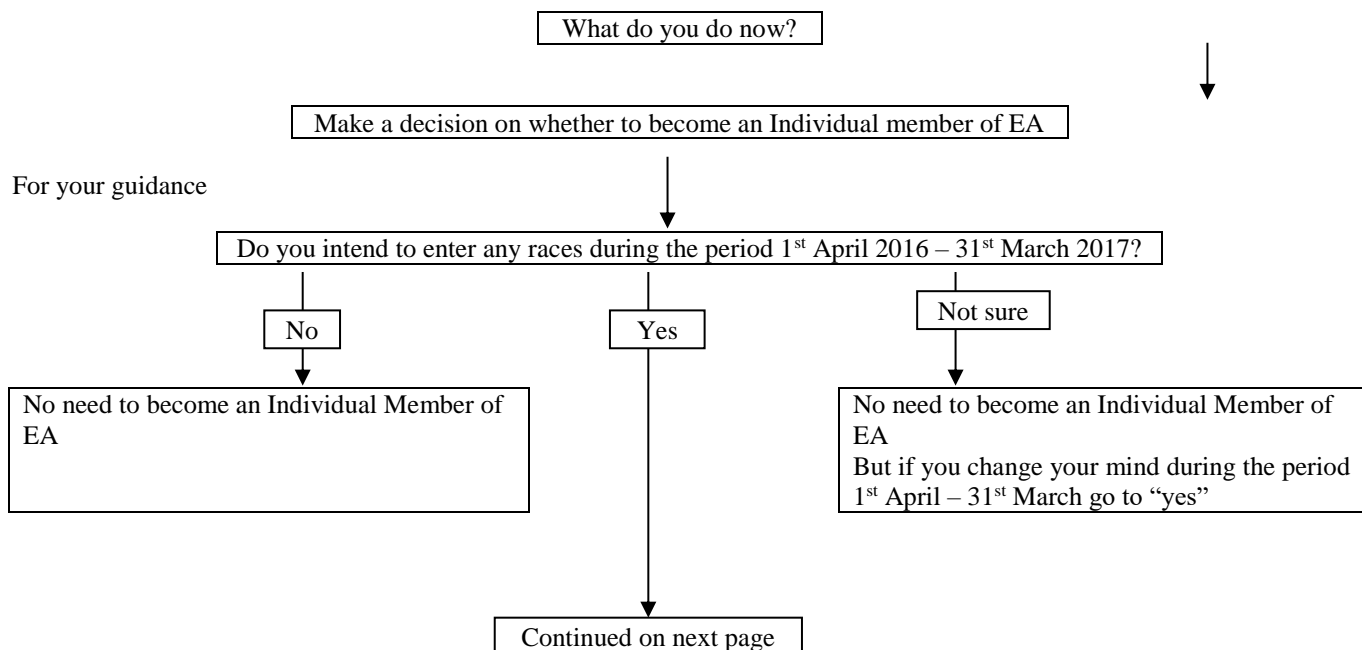 What do you do now?
Make a decision on whether to become an Individual member of EA
For your guidance
Do you intend to enter any races during the period 1st April 2016 – 31st March 2017?
No
Yes
Not sure
No need to become an Individual Member of
EA
No need to become an Individual Member of
EA
But if you change your mind during the period
1st April – 31st March go to “yes”
Continued on next page